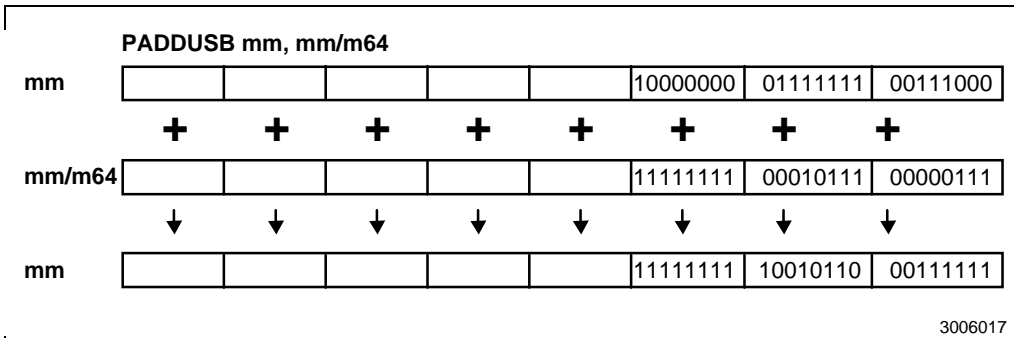 PADDUSB mm, mm/m64
mm 10000000 01111111 00111000
+ + + + + + + +
mm/m64 11111111 00010111 00000111
mm 11111111 10010110 00111111
3006017